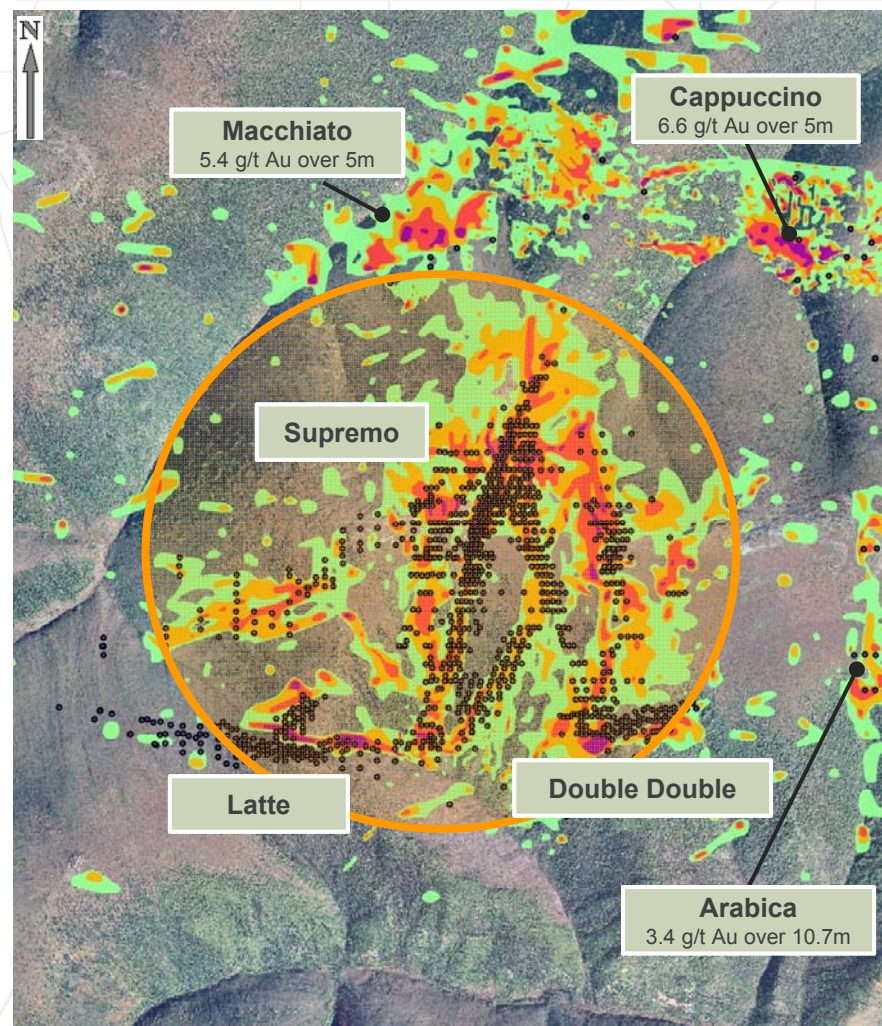 N
Cappuccino
6.6 g/t Au over 5m
Macchiato
5.4 g/t Au over 5m
Supremo
Latte
Double Double
Arabica
3.4 g/t Au over 10.7m